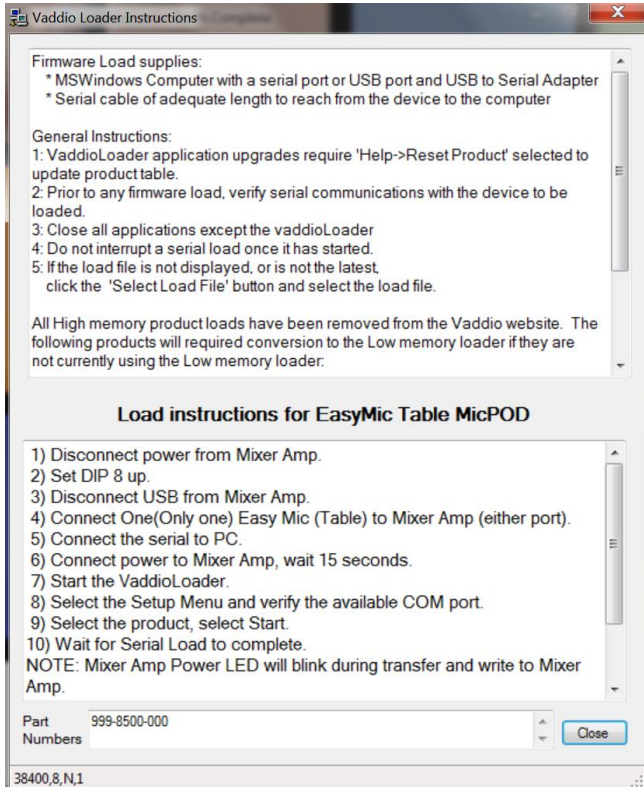 Vaddio Loader Instructions
Firmware Load supplies:
* MSWindows Computer with a serial port or USB port and USB to Serial Adapter
* Serial cable of adequate length to reach from the device to the computer
General Instructions:
1: VaddioLoader application upgrades require 'Help->Reset Product' selected to
update product table.
2: Prior to any firmware load, verify serial communications with the device to be
loaded.
3: Close all applications except the vaddioLoader
4: Do not interrupt a serial load once it has started.
5: If the load file is not displayed, or is not the latest,
click the 'Select Load File' button and select the load file.
All High memory product loads have been removed from the Vaddio website. The
following products will required conversion to the Low memory loader if they are
not currently using the Low memory loader:
Load instructions for EasyMic Table MicPOD
1) Disconnect power from Mixer Amp.
2) Set DIP 8 up.
3) Disconnect USB from Mixer Amp.
4) Connect One(Only one) Easy Mic (Table) to Mixer Amp (either port).
5) Connect the serial to PC.
6) Connect power to Mixer Amp, wait 15 seconds.
7) Start the VaddioLoader.
8) Select the Setup Menu and verify the available COM port.
9) Select the product, select Start.
10) Wait for Serial Load to complete.
NOTE: Mixer Amp Power LED will blink during transfer and write to Mixer
Amp.
Part
Numbers
999-8500-000
Close
38400,8,N,1